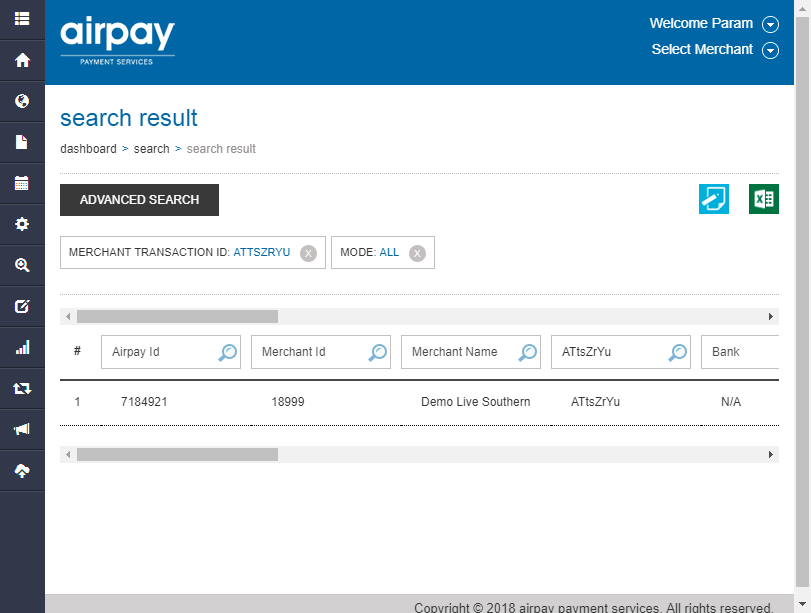 airpay
PAYMENT SERVICES
Welcome Param
Select Merchant
search result
dashboard > search > search result
ADVANCED SEARCH
MERCHANT TRANSACTION ID: ATTSZRYU X MODE: ALL X
# Airpay Id Merchant Id Merchant Name ATtsZrYu Bank
1 7184921 18999 Demo Live Southern ATtsZrYu N/A
Copyright © 2018 airpay payment services. All rights reserved.